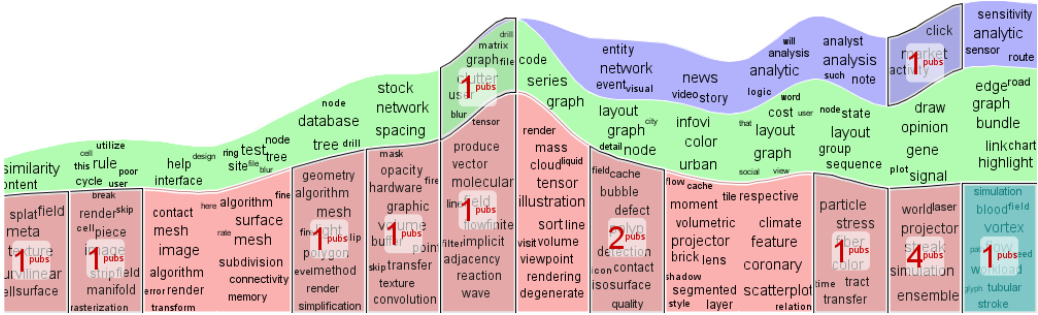 similarity
ontent
cell
utilize
this
rule
poor
cycle
user
help
design
interface
ring
test
node
site
file
tree
blur
node
database
tree
drill
stock
network
spacing
drill
matrix
graph
file
clutter
user
1 pubs
blur
tensor
code
series
graph
entity
network
event
visual
layout
graph
city
detail
node
news
video
story
infovi
color
urban
will
analysis
analytic
logic
word
cost
user
that
layout
graph
social
view
analyst
analysis
such
note
node
state
layout
group
sequence
click
market
activity
1 pubs
draw
opinion
gene
plot
signal
sensitivity
analytic
sensor
route
edge
road
graph
bundle
link
chart
highlight
splat
field
meta
texture
1 pubs
curvilinear
ellsurface
break
render
skip
cell
piece
image
1 pubs
strip
field
manifold
rasterization
contact
mesh
image
algorithm
error
render
transform
here
algorithm
fine
surface
rate
mesh
subdivision
connectivity
memory
geometry
algorithm
mesh
fine
1 pubs
polygon
evel
method
render
simplification
mask
opacity
hardware
fire
graphic
volume
1 pubs
buffer
point
skip
transfer
texture
convolution
produce
vector
molecular
line
field
1 pubs
flow
finite
filter
implicit
adjacency
reaction
wave
render
mass
cloud
liquid
tensor
illustration
sort
line
visit
volume
viewpoint
rendering
degenerate
field
cache
bubble
defect
polyp
2 pubs
detection
icon
contact
isosurface
quality
flow
cache
moment
volumetric
projector
brick
lens
shadow
segmented
style
layer
tile
respective
climate
feature
coronary
scatterplot
relation
particle
stress
fiber
1 pubs
color
time
tract
transfer
world
laser
projector
streak
4 pubs
simulation
ensemble
simulation
blood
field
vortex
flow
1 pubs
workload
glyph
tubular
stroke